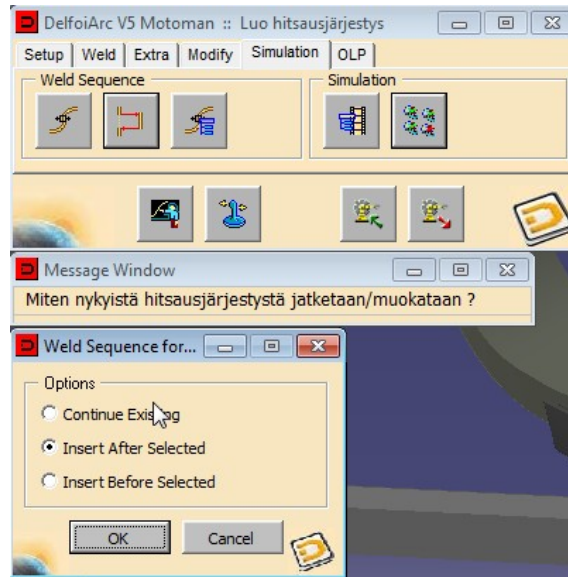 DelfoiArc V5 Motoman :: Luo hitsausjärjestys
Setup Weld Extra Modify Simulation OLP
Weld Sequence Simulation
Message Window
Miten nykyistä hitsausjärjestystä jatketaan/muokataan ?
Weld Sequence for...
Options
Continue
Insert After Selected
Insert Before Selected
OK Cancel